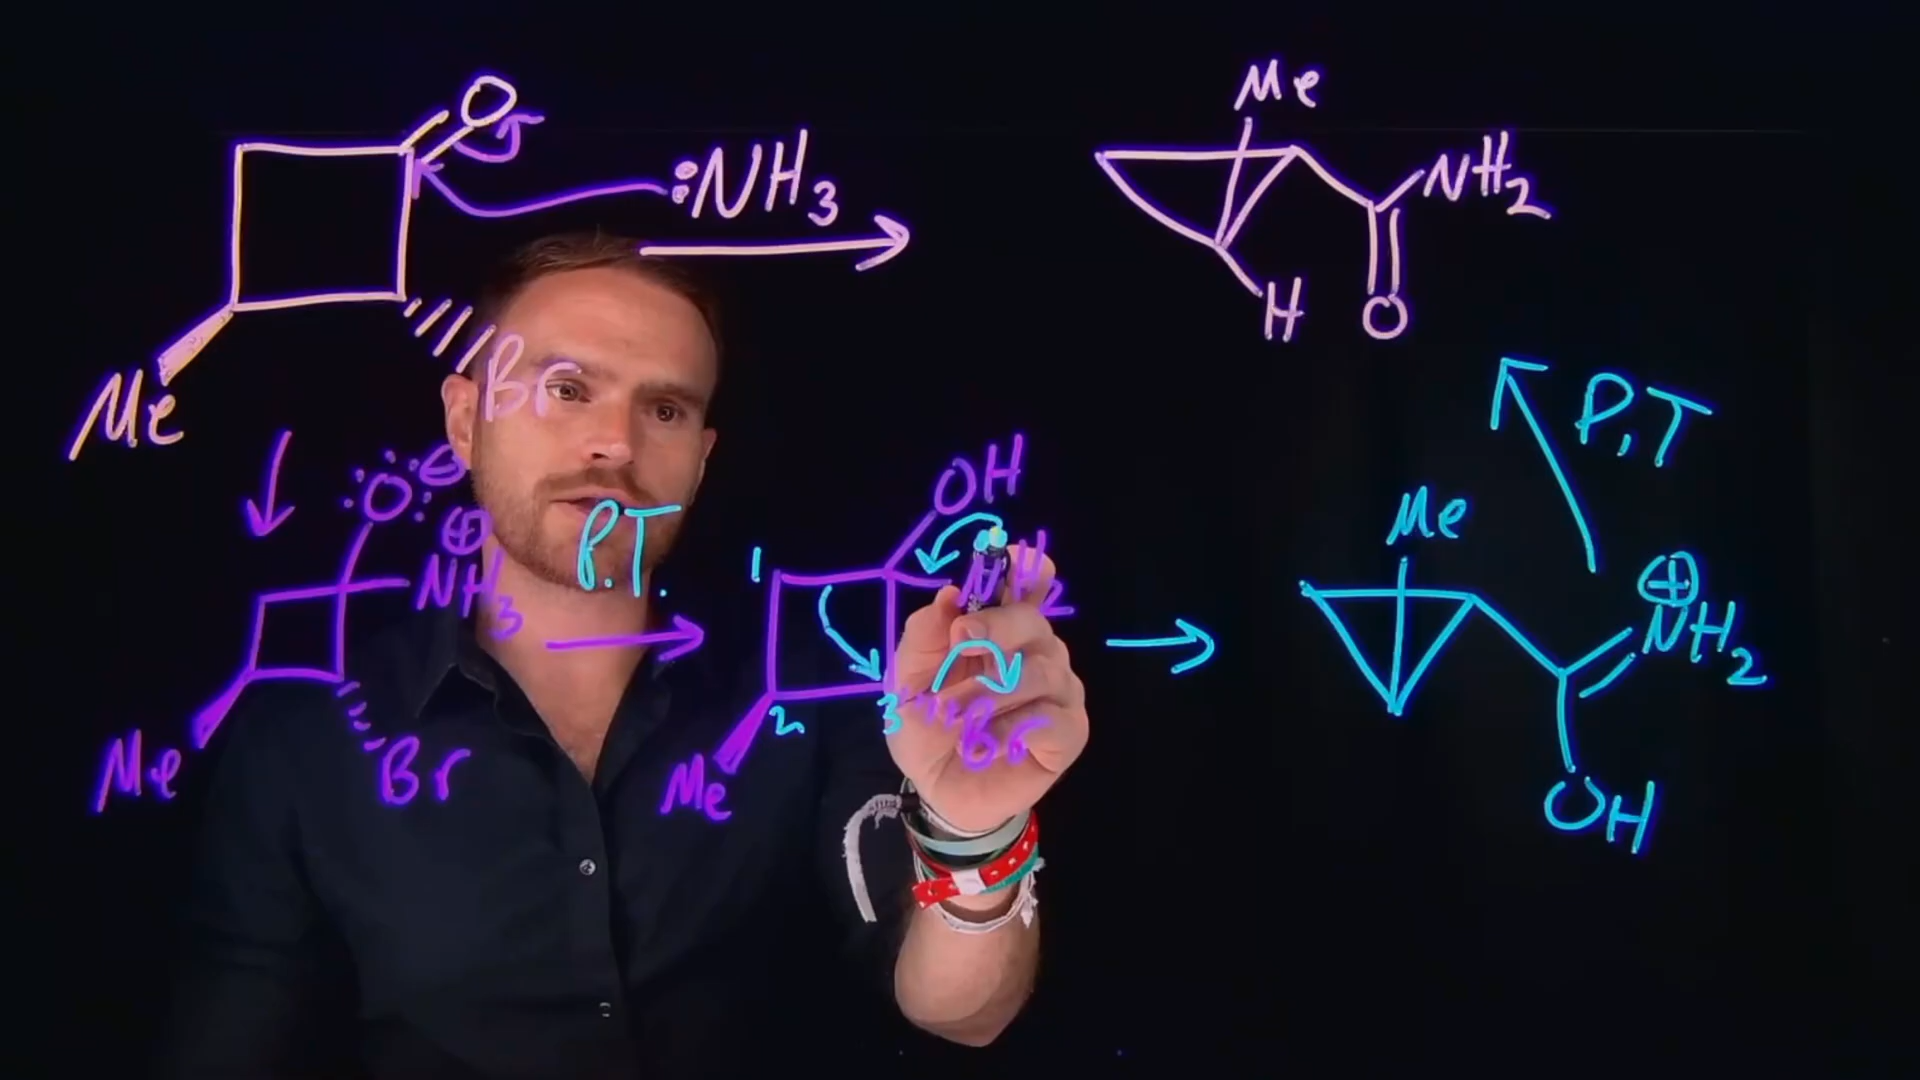 O
:NH3
Me
Br
Me
NH2
H
O
:O: ⊖
⊕
NH3
Me
Br
P.T.
OH
NH2
1
2
3
Me
Br
P.T
Me
⊕
NH2
OH